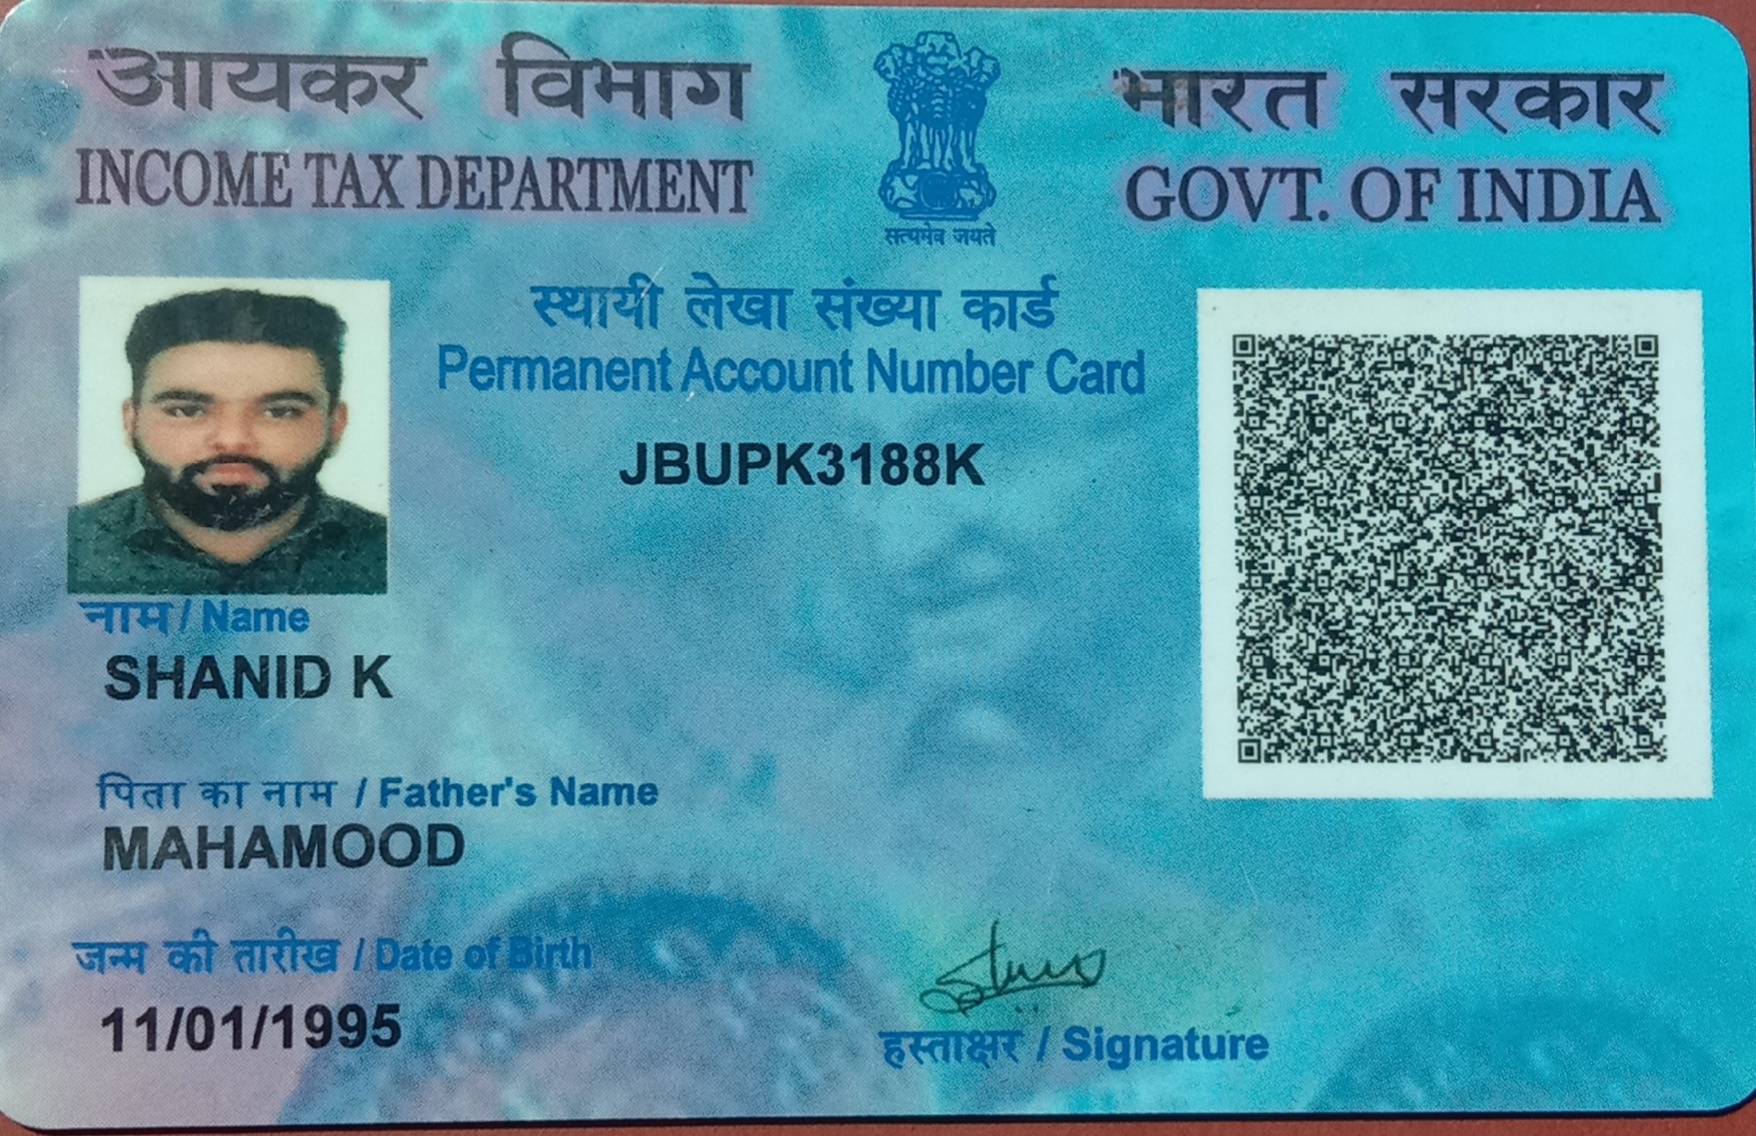 आयकर विभाग
INCOME TAX DEPARTMENT
सत्यमेव जयते
भारत सरकार
GOVT. OF INDIA
स्थायी लेखा संख्या कार्ड
Permanent Account Number Card
JBUPK3188K
नाम / Name
SHANID K
पिता का नाम / Father's Name
MAHAMOOD
जन्म की तारीख / Date of Birth
11/01/1995
हस्ताक्षर / Signature